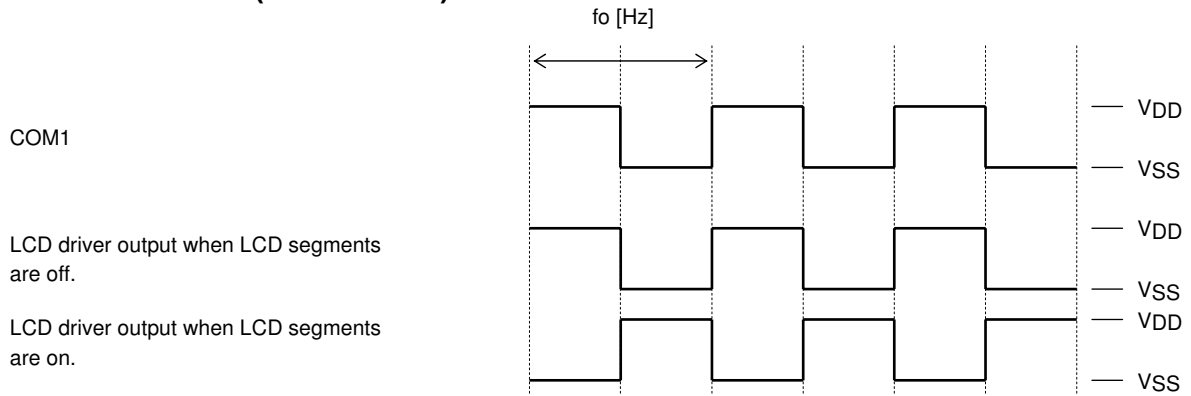 fo [Hz]
VDD
COM1
VSS
VDD
LCD driver output when LCD segments
are off.
VSS
LCD driver output when LCD segments
are on.
VDD
VSS